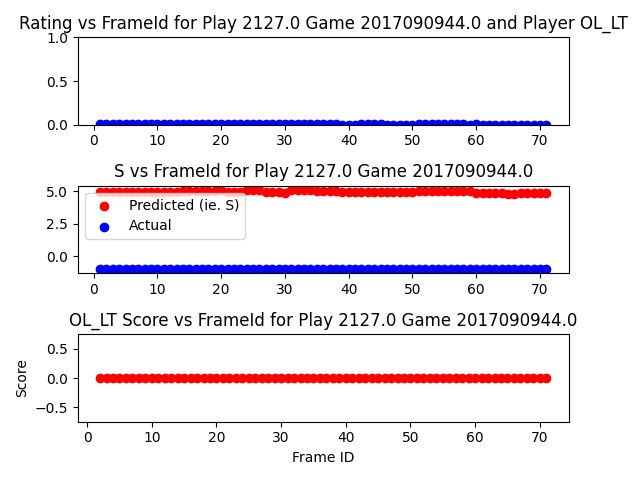 Rating vs FrameId for Play 2127.0 Game 2017090944.0 and Player OL_LT
1.0
0.5
0.0
0 10 20 30 40 50 60 70
S vs FrameId for Play 2127.0 Game 2017090944.0
5.0
2.5
0.0
Predicted (ie. S)
Actual
0 10 20 30 40 50 60 70
OL_LT Score vs FrameId for Play 2127.0 Game 2017090944.0
Score
0.5
0.0
−0.5
0 10 20 30 40 50 60 70
Frame ID